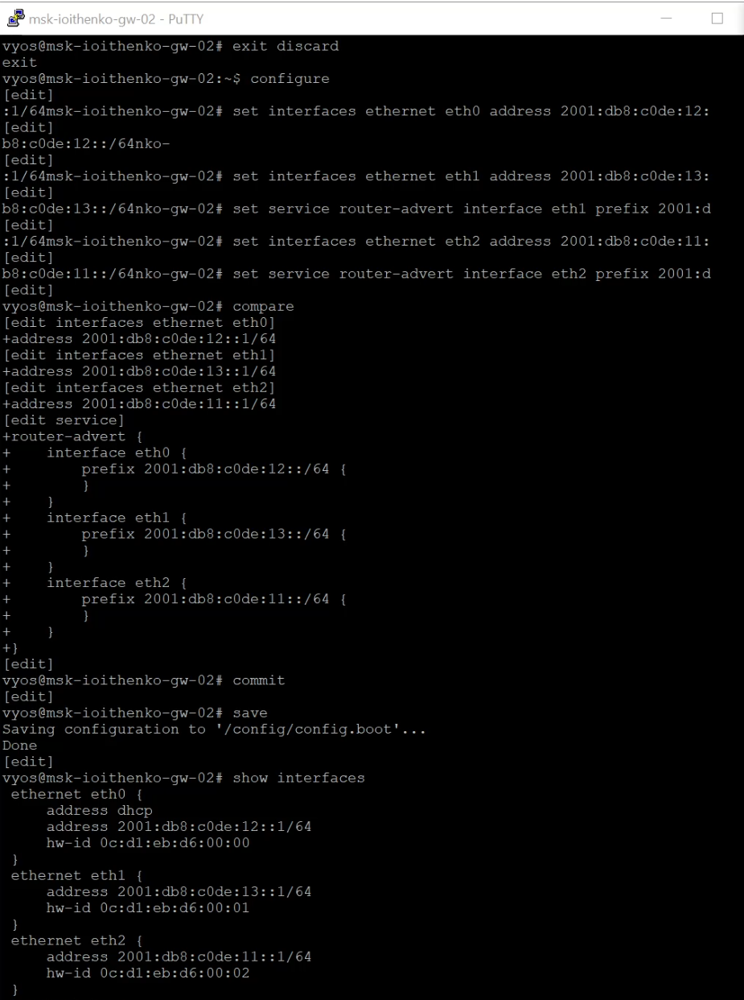 msk-ioithenko-gw-02 - PuTTY
vyos@msk-ioithenko-gw-02# exit discard
exit
vyos@msk-ioithenko-gw-02:~$ configure
[edit]
:1/64msk-ioithenko-gw-02# set interfaces ethernet eth0 address 2001:db8:c0de:12:
[edit]
b8:c0de:12::/64nko-
[edit]
:1/64msk-ioithenko-gw-02# set interfaces ethernet eth1 address 2001:db8:c0de:13:
[edit]
b8:c0de:13::/64nko-gw-02# set service router-advert interface eth1 prefix 2001:d
[edit]
:1/64msk-ioithenko-gw-02# set interfaces ethernet eth2 address 2001:db8:c0de:11:
[edit]
b8:c0de:11::/64nko-gw-02# set service router-advert interface eth2 prefix 2001:d
[edit]
vyos@msk-ioithenko-gw-02# compare
[edit interfaces ethernet eth0]
+address 2001:db8:c0de:12::1/64
[edit interfaces ethernet eth1]
+address 2001:db8:c0de:13::1/64
[edit interfaces ethernet eth2]
+address 2001:db8:c0de:11::1/64
[edit service]
+router-advert {
+    interface eth0 {
+        prefix 2001:db8:c0de:12::/64 {
+        }
+    }
+    interface eth1 {
+        prefix 2001:db8:c0de:13::/64 {
+        }
+    }
+    interface eth2 {
+        prefix 2001:db8:c0de:11::/64 {
+        }
+    }
+}
[edit]
vyos@msk-ioithenko-gw-02# commit
[edit]
vyos@msk-ioithenko-gw-02# save
Saving configuration to '/config/config.boot'...
Done
[edit]
vyos@msk-ioithenko-gw-02# show interfaces
 ethernet eth0 {
     address dhcp
     address 2001:db8:c0de:12::1/64
     hw-id 0c:d1:eb:d6:00:00
 }
 ethernet eth1 {
     address 2001:db8:c0de:13::1/64
     hw-id 0c:d1:eb:d6:00:01
 }
 ethernet eth2 {
     address 2001:db8:c0de:11::1/64
     hw-id 0c:d1:eb:d6:00:02
 }